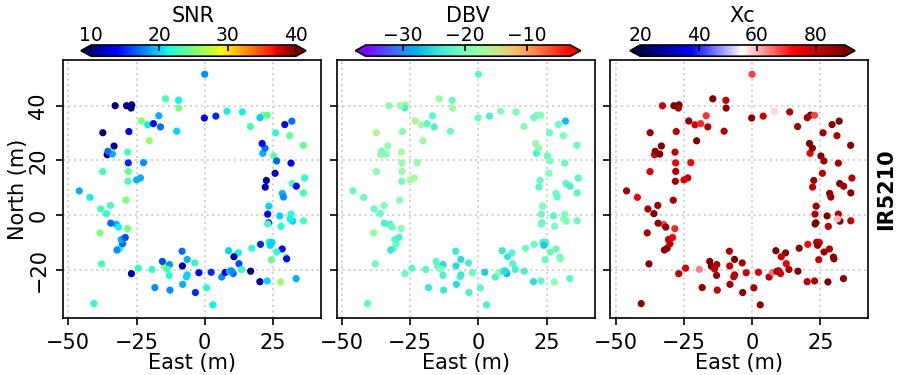 SNR DBV Xc
10 20 30 40 −30 −20 −10 20 40 60 80
North (m)
40
20
0
−20
−50 −25 0 25 −50 −25 0 25 −50 −25 0 25
East (m) East (m) East (m)
IR5210